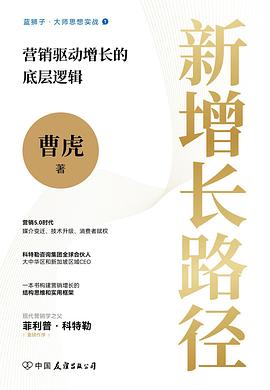 蓝狮子·大师思想实战 1
营销驱动增长的
底层逻辑
新增长路径
曹虎
著
营销5.0时代
媒介变迁、技术升级、消费者赋权
科特勒咨询集团全球合伙人
大中华区和新加坡区域CEO
一本书构建营销增长的
结构思维和实用框架
现代营销学之父
菲利普·科特勒
中国友谊出版公司